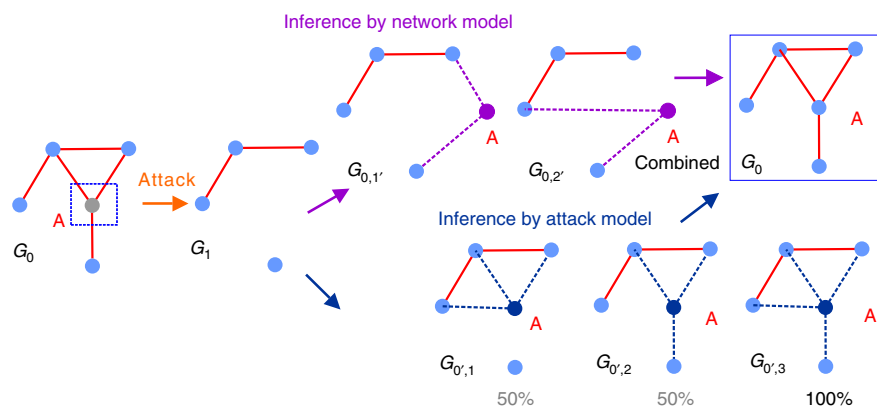 Inference by network model
A
G0,1′
A
G0,2′
Combined
A
G0
Attack
A
G0
G1
Inference by attack model
A
G0′,1
50%
A
G0′,2
50%
A
G0′,3
100%